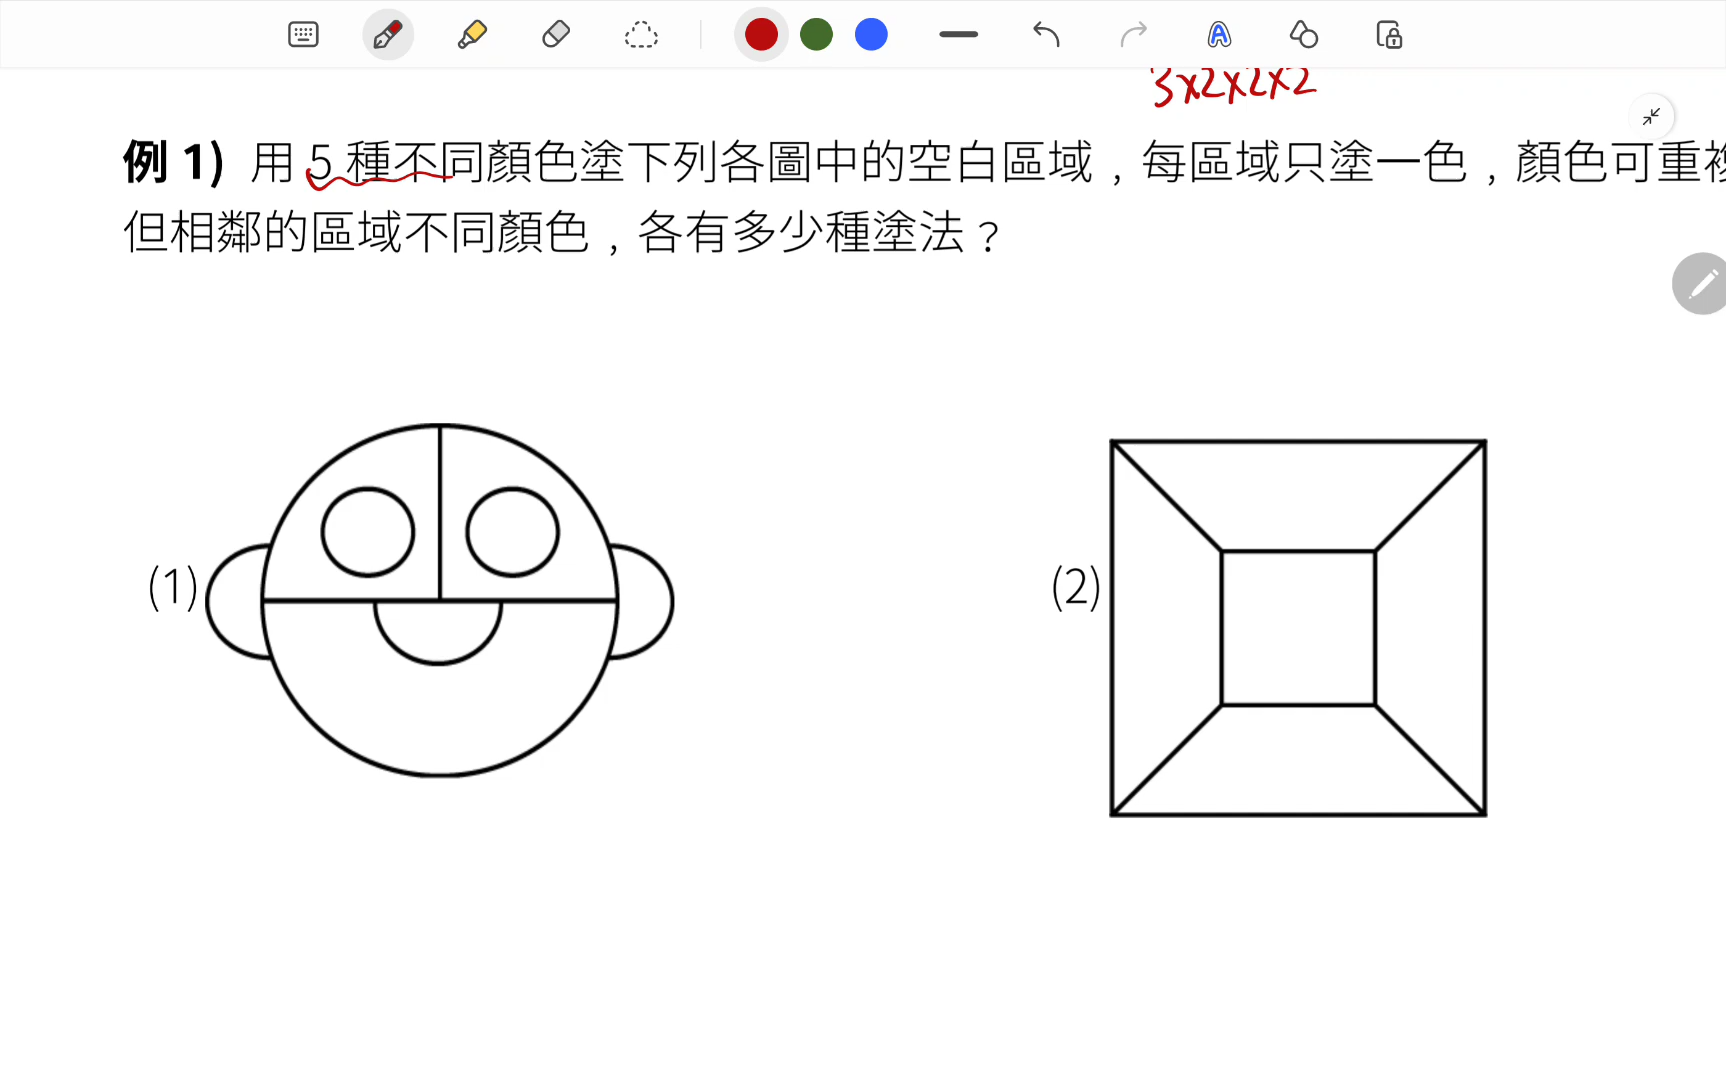 3x2x2x2
例 1) 用 5 種不同顏色塗下列各圖中的空白區域，每區域只塗一色，顏色可重複
但相鄰的區域不同顏色，各有多少種塗法？
(1)
(2)